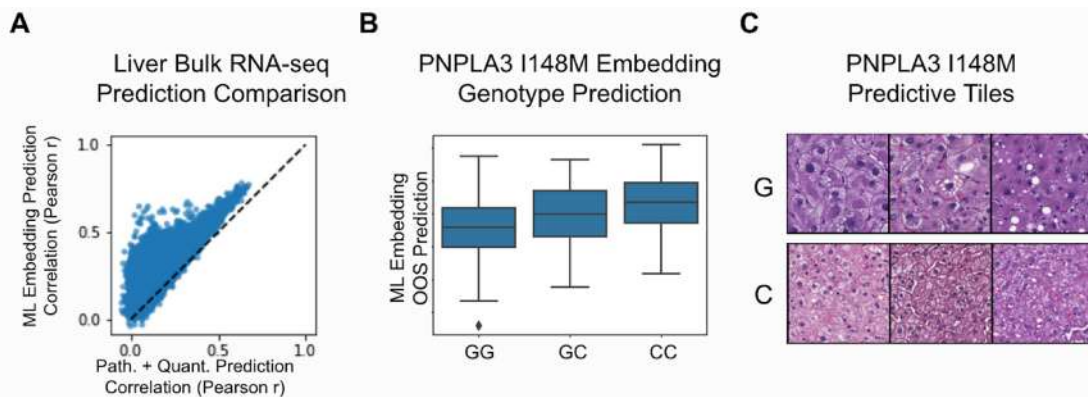 A
Liver Bulk RNA-seq
Prediction Comparison
ML Embedding Prediction
Correlation (Pearson r)
1.0
0.5
0.0
0.0
1.0
Path. + Quant. Prediction
Correlation (Pearson r)
B
PNPLA3 I148M Embedding
Genotype Prediction
ML Embedding
OOS Prediction
GG
GC
CC
C
PNPLA3 I148M
Predictive Tiles
G
C